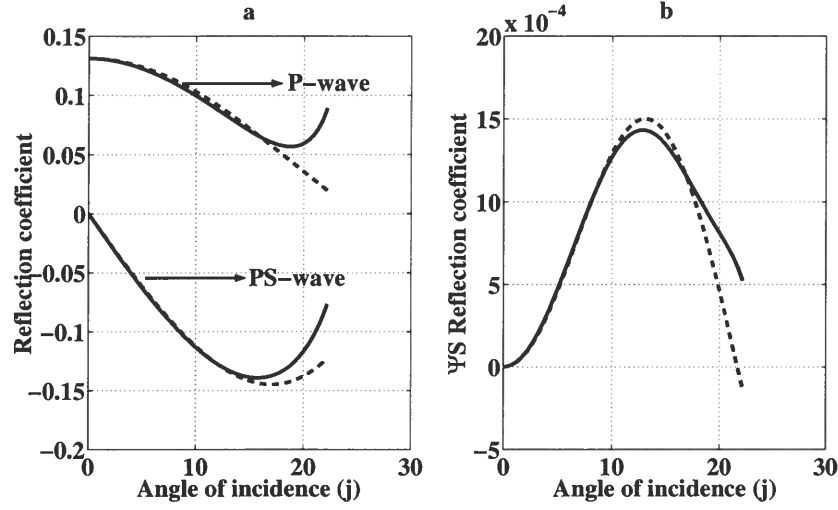 a
Reflection coefficient
0.15
0.1
0.05
0
−0.05
−0.1
−0.15
−0.2
P−wave
PS−wave
0 10 20 30
Angle of incidence (j)
b
x 10⁻⁴
ΨS Reflection coefficient
20
15
10
5
0
−5
0 10 20 30
Angle of incidence (j)